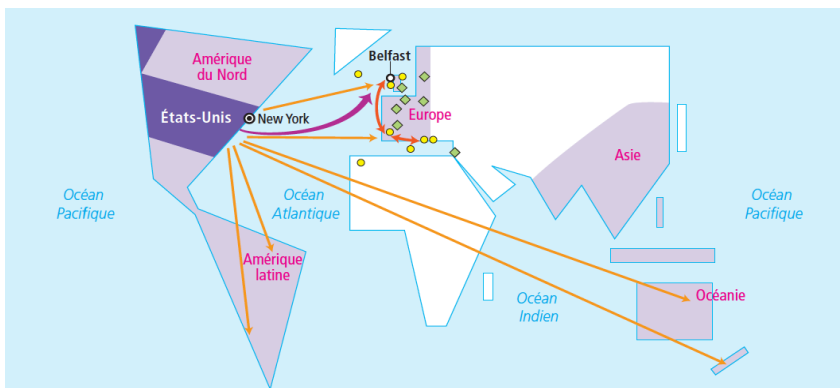 Amérique
du Nord
Belfast
États-Unis
New York
Europe
Asie
Océan
Pacifique
Océan
Atlantique
Océan
Pacifique
Amérique
latine
Océanie
Océan
Indien